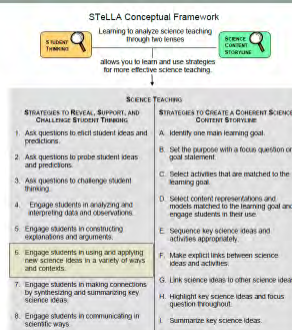 STeLLA Conceptual Framework
Learning to analyze science teaching
through two lenses
STUDENT
THINKING
SCIENCE
CONTENT
STORYLINE
allows you to learn and use strategies
for more effective science teaching.
SCIENCE TEACHING
STRATEGIES TO REVEAL, SUPPORT, AND
CHALLENGE STUDENT THINKING
1. Ask questions to elicit student ideas and
predictions.
2. Ask questions to probe student ideas
and predictions.
3. Ask questions to challenge student
thinking.
4. Engage students in analyzing and
interpreting data and observations.
5. Engage students in constructing
explanations and arguments.
6. Engage students in using and applying
new science ideas in a variety of ways
and contexts.
7. Engage students in making connections
by synthesizing and summarizing key
science ideas.
8. Engage students in communicating in
scientific ways.
STRATEGIES TO CREATE A COHERENT SCIENCE
CONTENT STORYLINE
A. Identify one main learning goal.
B. Set the purpose with a focus question or
goal statement.
C. Select activities that are matched to the
learning goal.
D. Select content representations and
models matched to the learning goal and
engage students in their use.
E. Sequence key science ideas and
activities appropriately.
F. Make explicit links between science
ideas and activities.
G. Link science ideas to other science ideas
H. Highlight key science ideas and focus
question throughout.
I. Summarize key science ideas.